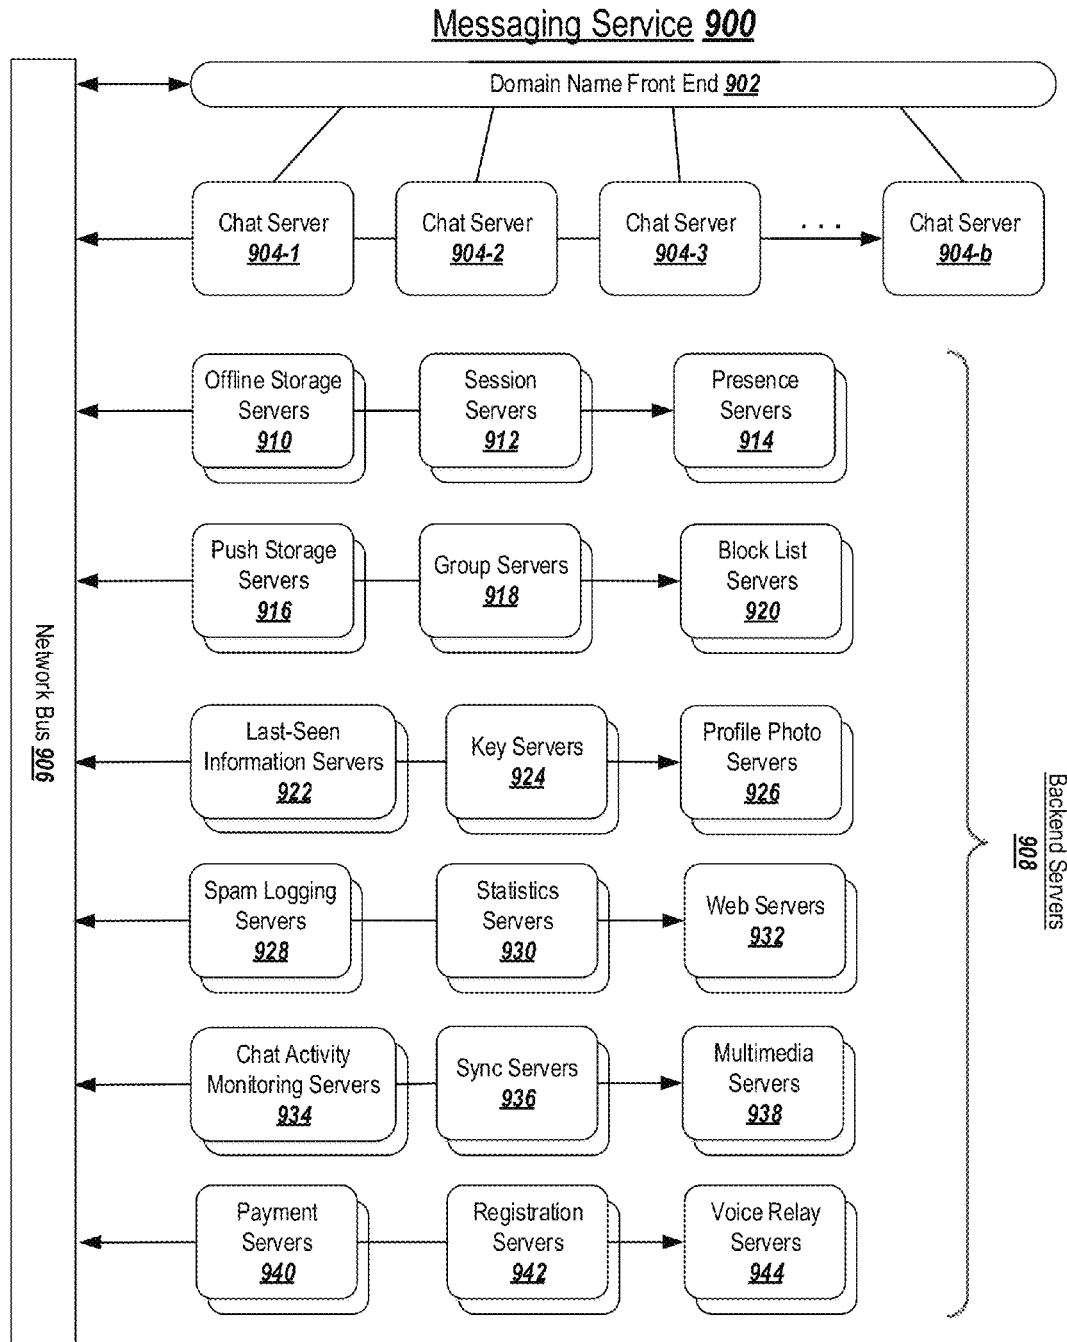 Messaging Service 900
Domain Name Front End 902
Chat Server
904-1
Chat Server
904-2
Chat Server
904-3
. . .
Chat Server
904-b
Offline Storage
Servers
910
Session
Servers
912
Presence
Servers
914
Push Storage
Servers
916
Group Servers
918
Block List
Servers
920
Network Bus 906
Last-Seen
Information Servers
922
Key Servers
924
Profile Photo
Servers
926
Backend Servers
908
Spam Logging
Servers
928
Statistics
Servers
930
Web Servers
932
Chat Activity
Monitoring Servers
934
Sync Servers
936
Multimedia
Servers
938
Payment
Servers
940
Registration
Servers
942
Voice Relay
Servers
944